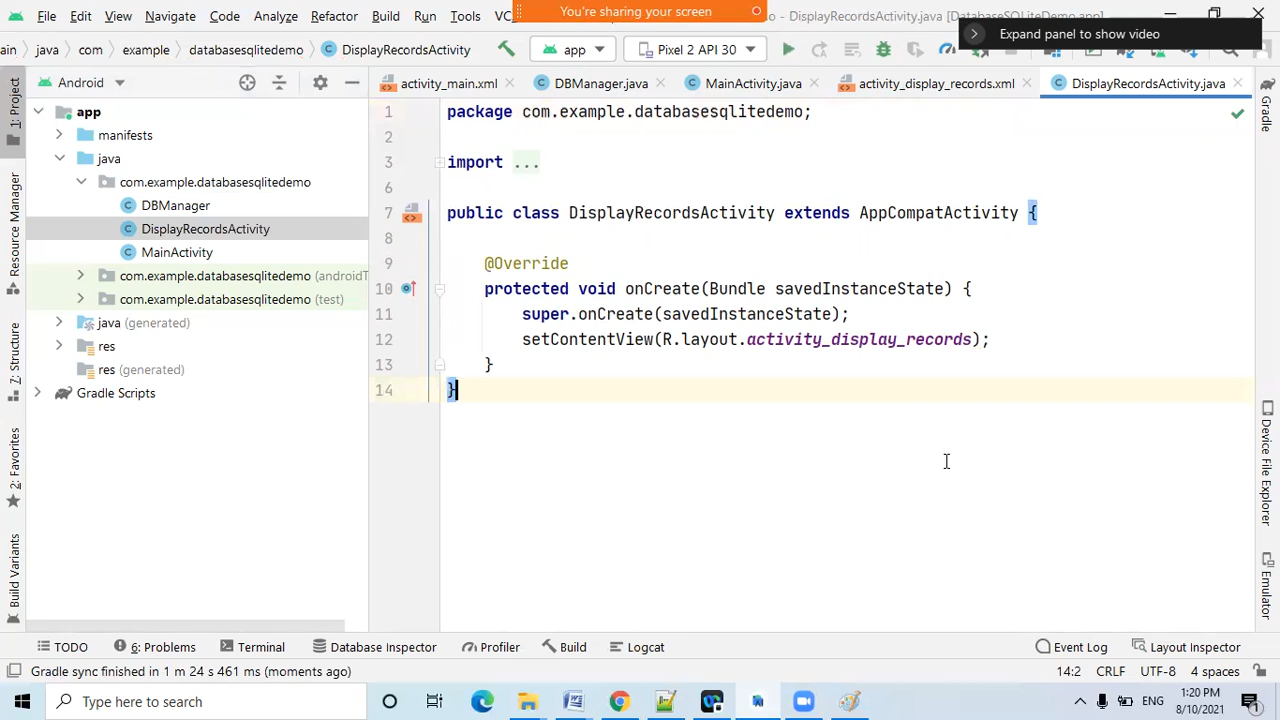 You're sharing your screen
File Edit View Navigate Code Analyze Refactor Build Run Tools DisplayRecordsActivity.java [DatabaseSQLiteDemo.app]
Expand panel to show video
ain java com example databasesqlitedemo DisplayRecordsActivity app Pixel 2 API 30
Android
activity_main.xml DBManager.java MainActivity.java activity_display_records.xml DisplayRecordsActivity.java
app
manifests
java
com.example.databasesqlitedemo
DBManager
DisplayRecordsActivity
MainActivity
com.example.databasesqlitedemo (androidT
com.example.databasesqlitedemo (test)
java (generated)
res
res (generated)
Gradle Scripts
1 package com.example.databasesqlitedemo;
2
3 import ...
6
7 public class DisplayRecordsActivity extends AppCompatActivity {
8
9 @Override
10 protected void onCreate(Bundle savedInstanceState) {
11 super.onCreate(savedInstanceState);
12 setContentView(R.layout.activity_display_records);
13 }
14 }
1: Project
Resource Manager
Z: Structure
2: Favorites
Build Variants
Gradle
Device File Explorer
Emulator
TODO 6: Problems Terminal Database Inspector Profiler Build Logcat Event Log Layout Inspector
Gradle sync finished in 1 m 24 s 461 ms (moments ago) 14:2 CRLF UTF-8 4 spaces
Type here to search ENG 1:20 PM
8/10/2021